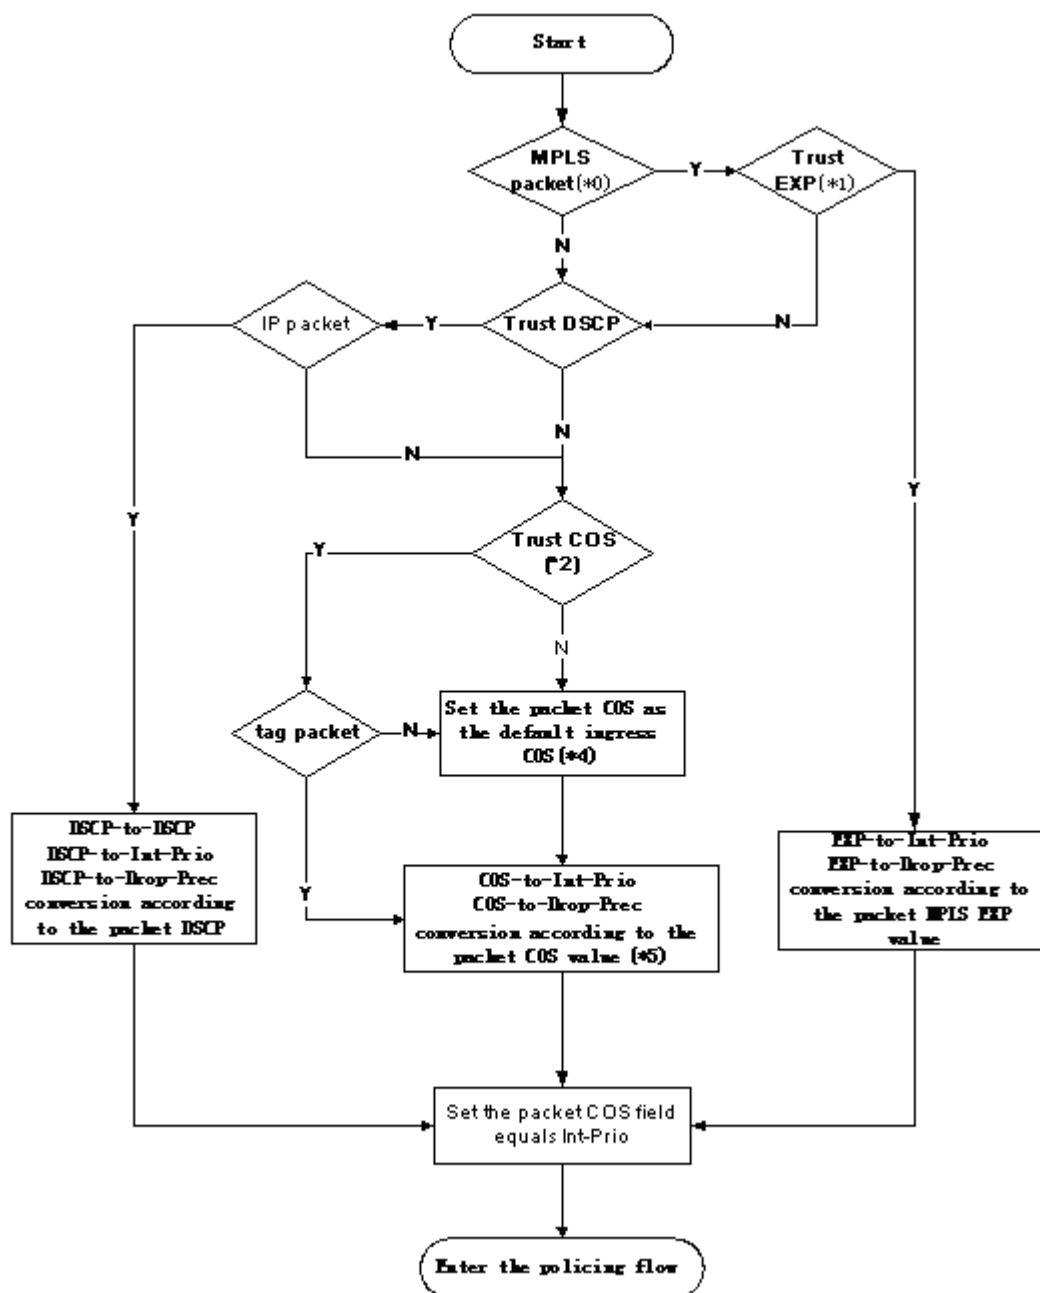 Start
MPLS
packet(*0)
Y
Trust
EXP(*1)
N
IP packet
Y
Trust DSCP
N
N
N
Y
Y
Trust COS
(*2)
Y
N
tag packet
N
Set the packet COS as
the default ingress
COS(*4)
DSCP-to-DSCP
DSCP-to-Int-Prio
DSCP-to-Drop-Prec
conversion according
to the packet DSCP
Y
COS-to-Int-Prio
COS-to-Drop-Prec
conversion according to the
packet COS value (*5)
EXP-to-Int-Prio
EXP-to-Drop-Prec
conversion according to
the packet MPLS EXP
value
Set the packet COS field
equals Int-Prio
Enter the policing flow